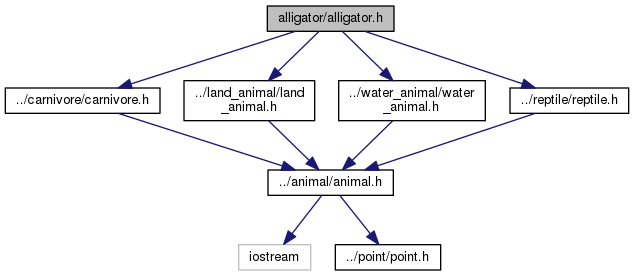 alligator/alligator.h
../carnivore/carnivore.h
../land_animal/land
_animal.h
../water_animal/water
_animal.h
../reptile/reptile.h
../animal/animal.h
iostream
../point/point.h